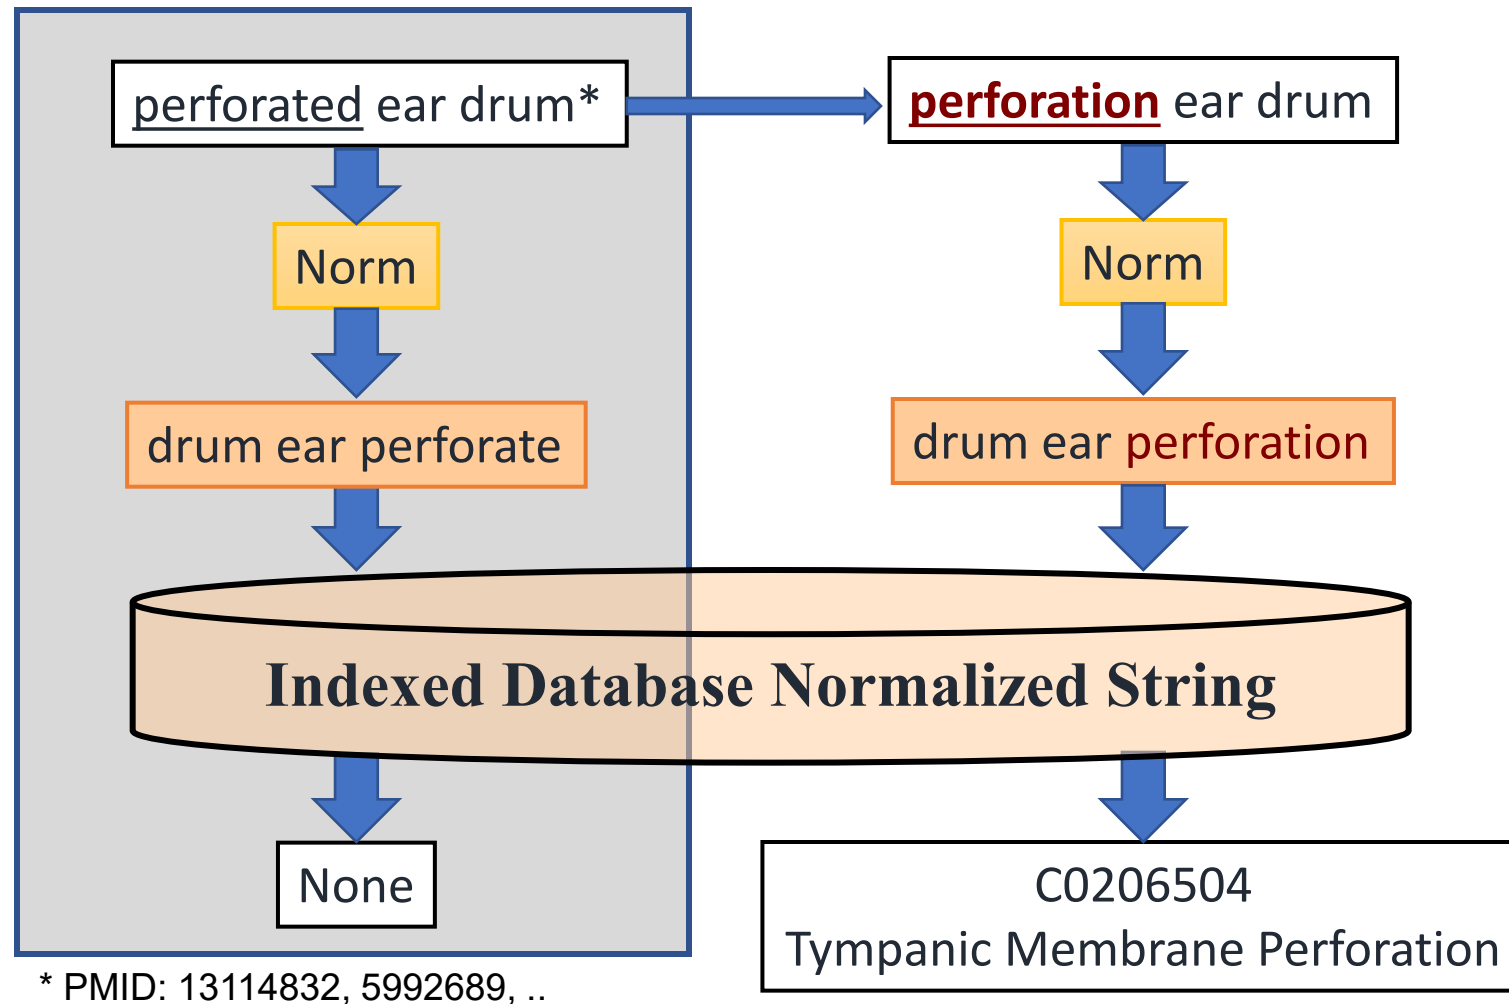 perforated ear drum*
perforation ear drum
Norm
Norm
drum ear perforate
drum ear perforation
Indexed Database Normalized String
None
C0206504
Tympanic Membrane Perforation
* PMID: 13114832, 5992689, ..